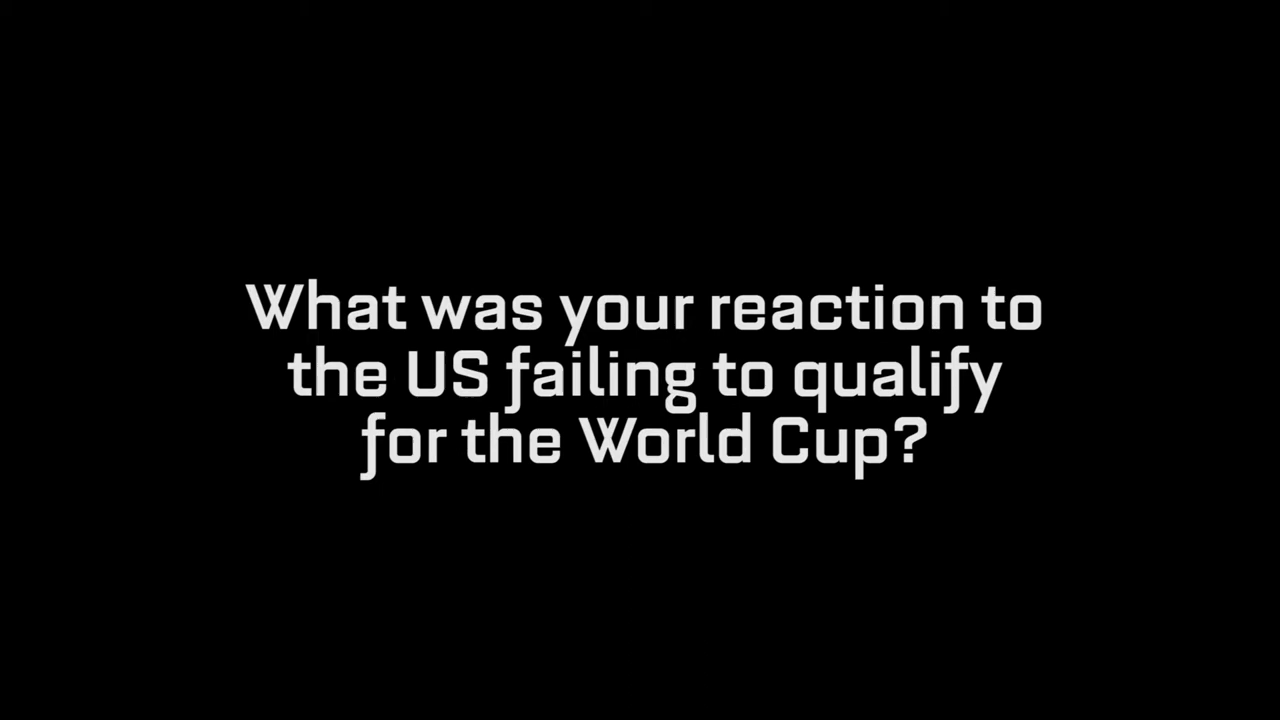 What was your reaction to
the US failing to qualify
for the World Cup?